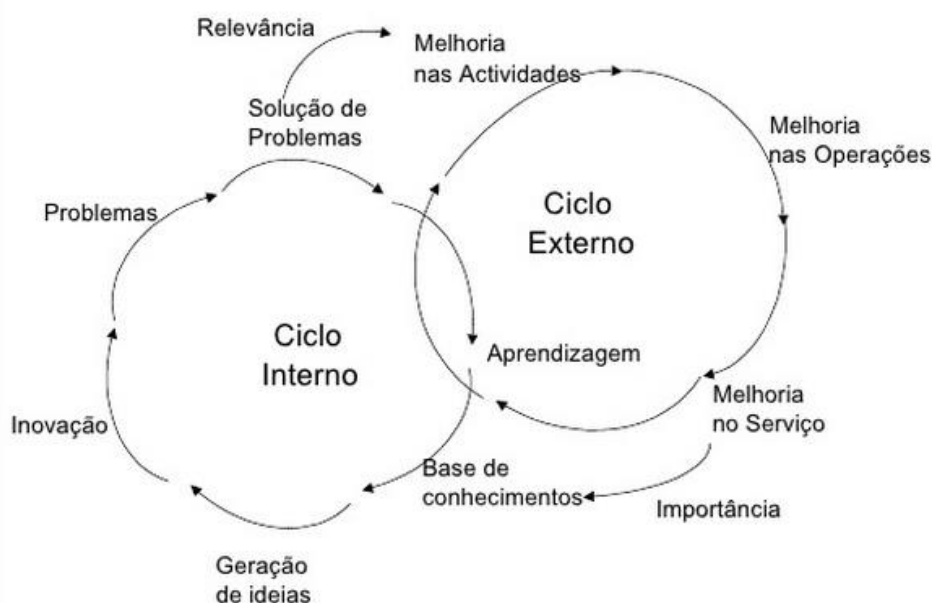 Relevância
Melhoria
nas Actividades
Solução de
Problemas
Melhoria
nas Operações
Problemas
Ciclo
Externo
Ciclo
Interno
Aprendizagem
Melhoria
no Serviço
Inovação
Base de
conhecimentos
Importância
Geração
de ideias